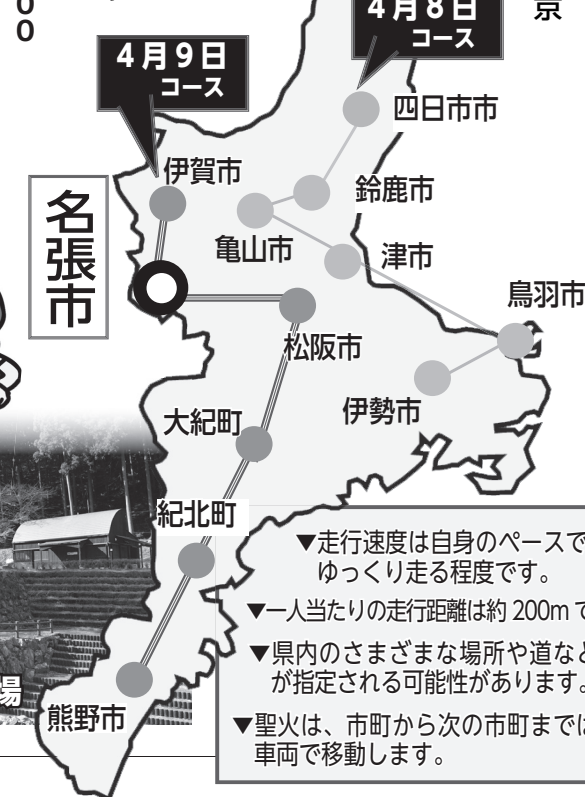 00
京
4月8日
コース
4月9日
コース
四日市市
伊賀市
鈴鹿市
名張市
亀山市
津市
鳥羽市
松阪市
伊勢市
大紀町
紀北町
熊野市
場
▼走行速度は自身のペースで
ゆっくり走る程度です。
▼一人当たりの走行距離は約 200m で
▼県内のさまざまな場所や道など
が指定される可能性があります。
▼聖火は、市町から次の市町までは
車両で移動します。